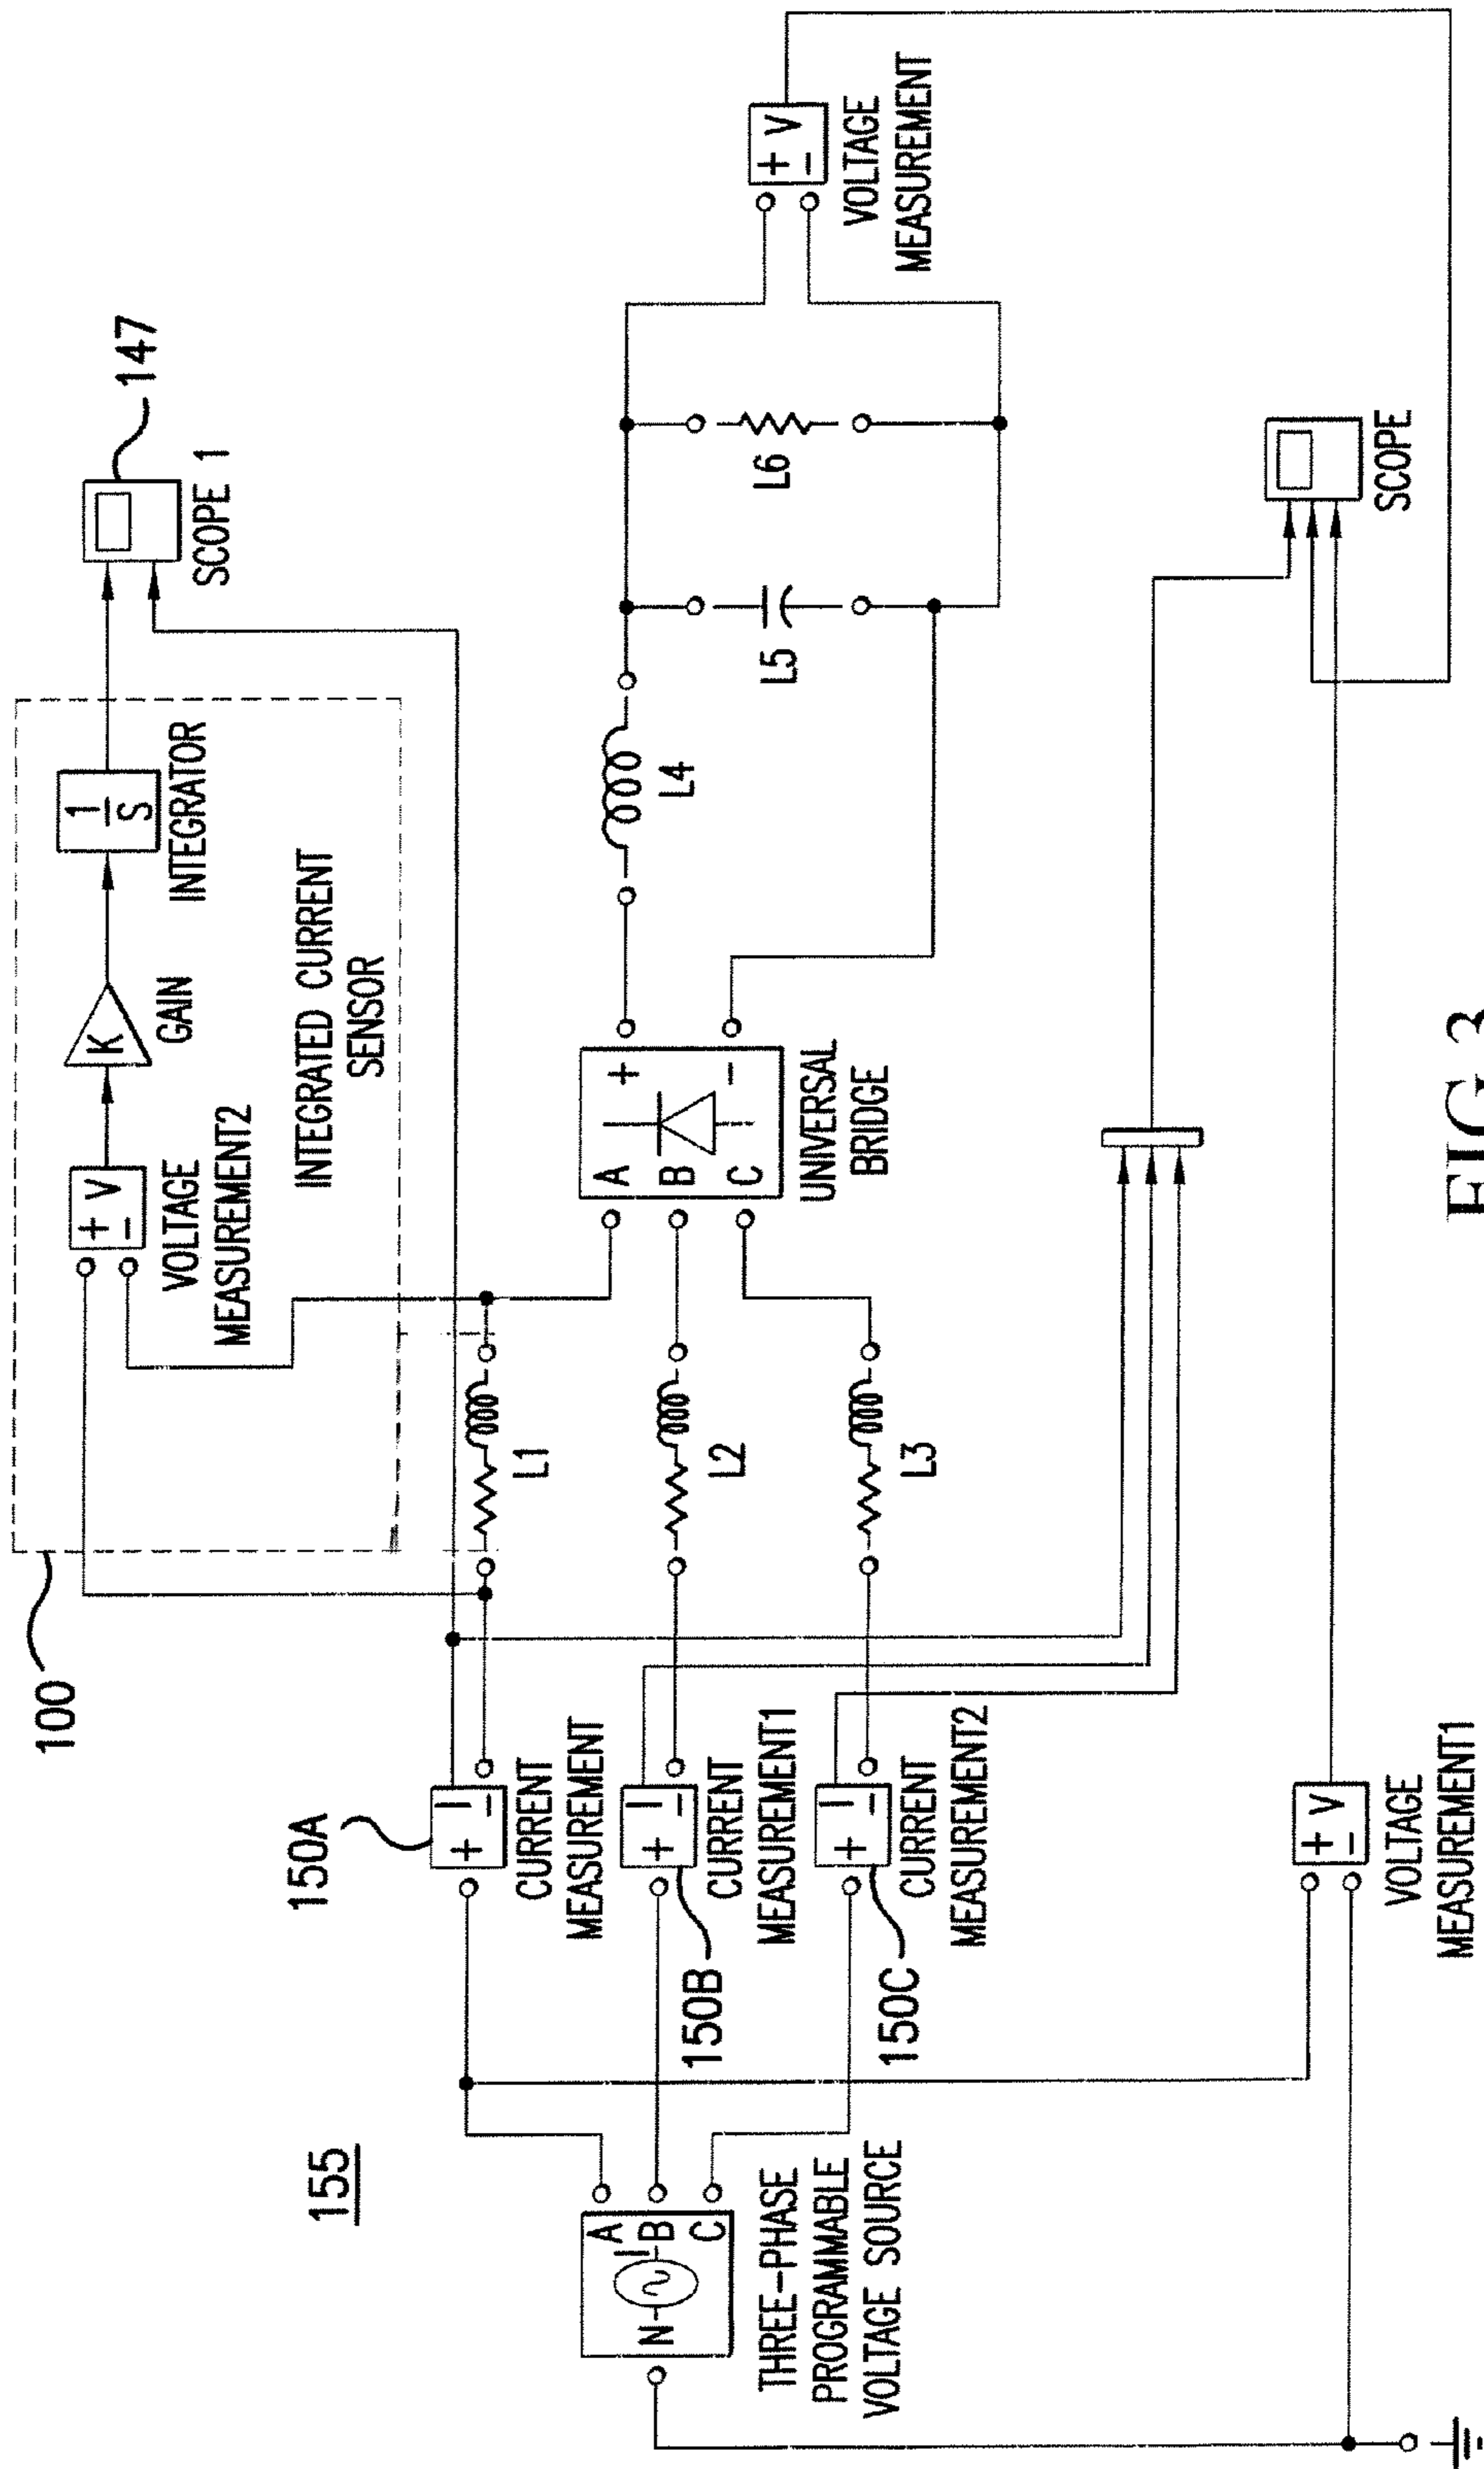 155
100
147
SCOPE 1
1
S
INTEGRATOR
K
GAIN
+ V
−
VOLTAGE
MEASUREMENT2
INTEGRATED CURRENT
SENSOR
150A
+ I
−
CURRENT
MEASUREMENT
150B
+ I
−
CURRENT
MEASUREMENT1
150C
+ I
−
CURRENT
MEASUREMENT2
N A
B
C
THREE-PHASE
PROGRAMMABLE
VOLTAGE SOURCE
L1
L2
L3
A +
B
C −
UNIVERSAL
BRIDGE
L4
L5
L6
+ V
−
VOLTAGE
MEASUREMENT
SCOPE
+ V
−
VOLTAGE
MEASUREMENT1
FIG 3